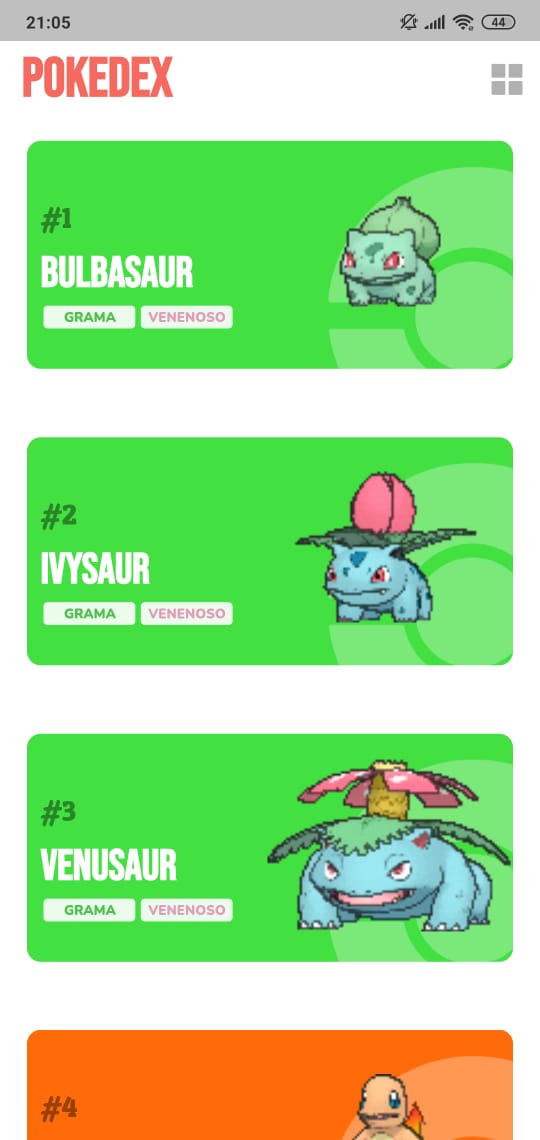 21:05
44
POKEDEX
#1
BULBASAUR
GRAMA VENENOSO
#2
IVYSAUR
GRAMA VENENOSO
#3
VENUSAUR
GRAMA VENENOSO
#4